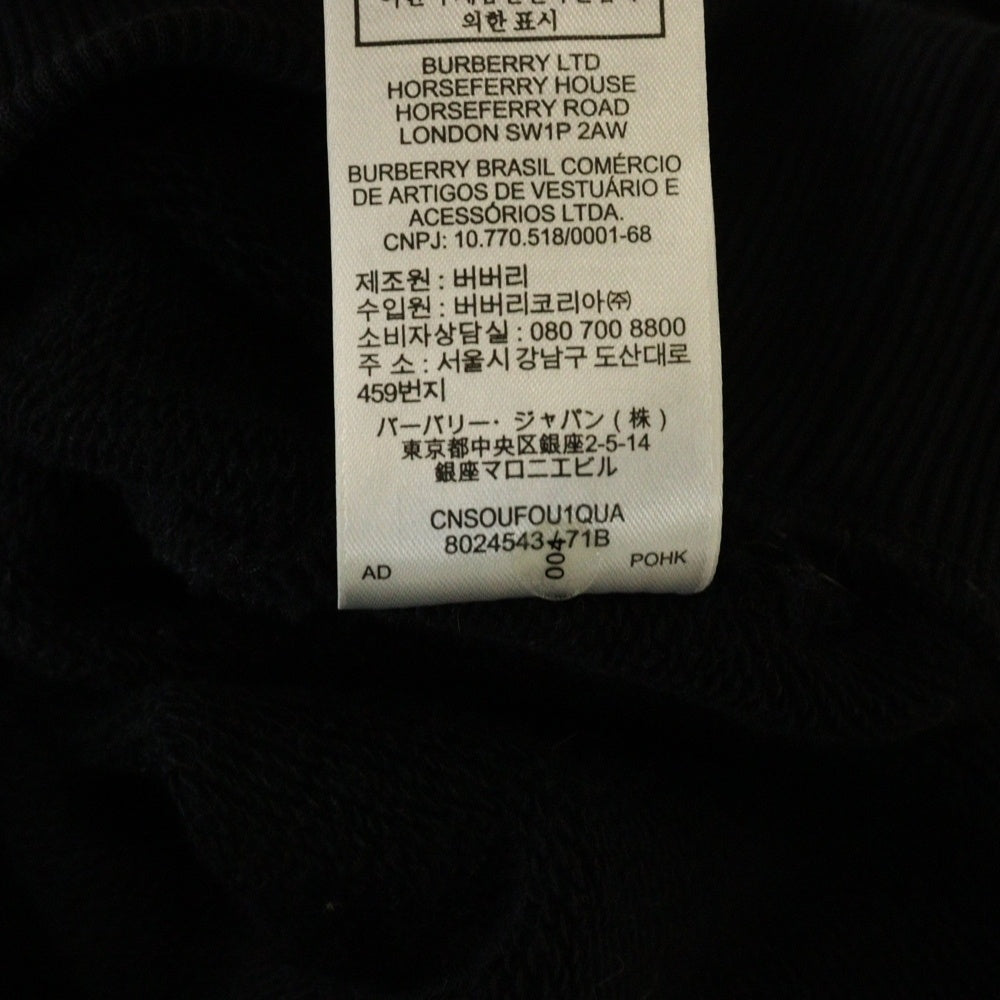 의한 표시
BURBERRY LTD
HORSEFERRY HOUSE
HORSEFERRY ROAD
LONDON SW1P 2AW
BURBERRY BRASIL COMÉRCIO
DE ARTIGOS DE VESTUÁRIO E
ACESSÓRIOS LTDA.
CNPJ: 10.770.518/0001-68
제조원 : 버버리
수입원 : 버버리코리아㈜
소비자상담실 : 080 700 8800
주 소 : 서울시 강남구 도산대로
459번지
バーバリー・ジャパン ( 株 )
東京都中央区銀座2-5-14
銀座マロニエビル
CNSOUFOU1QUA
8024543 / 71B
AD
004
POHK